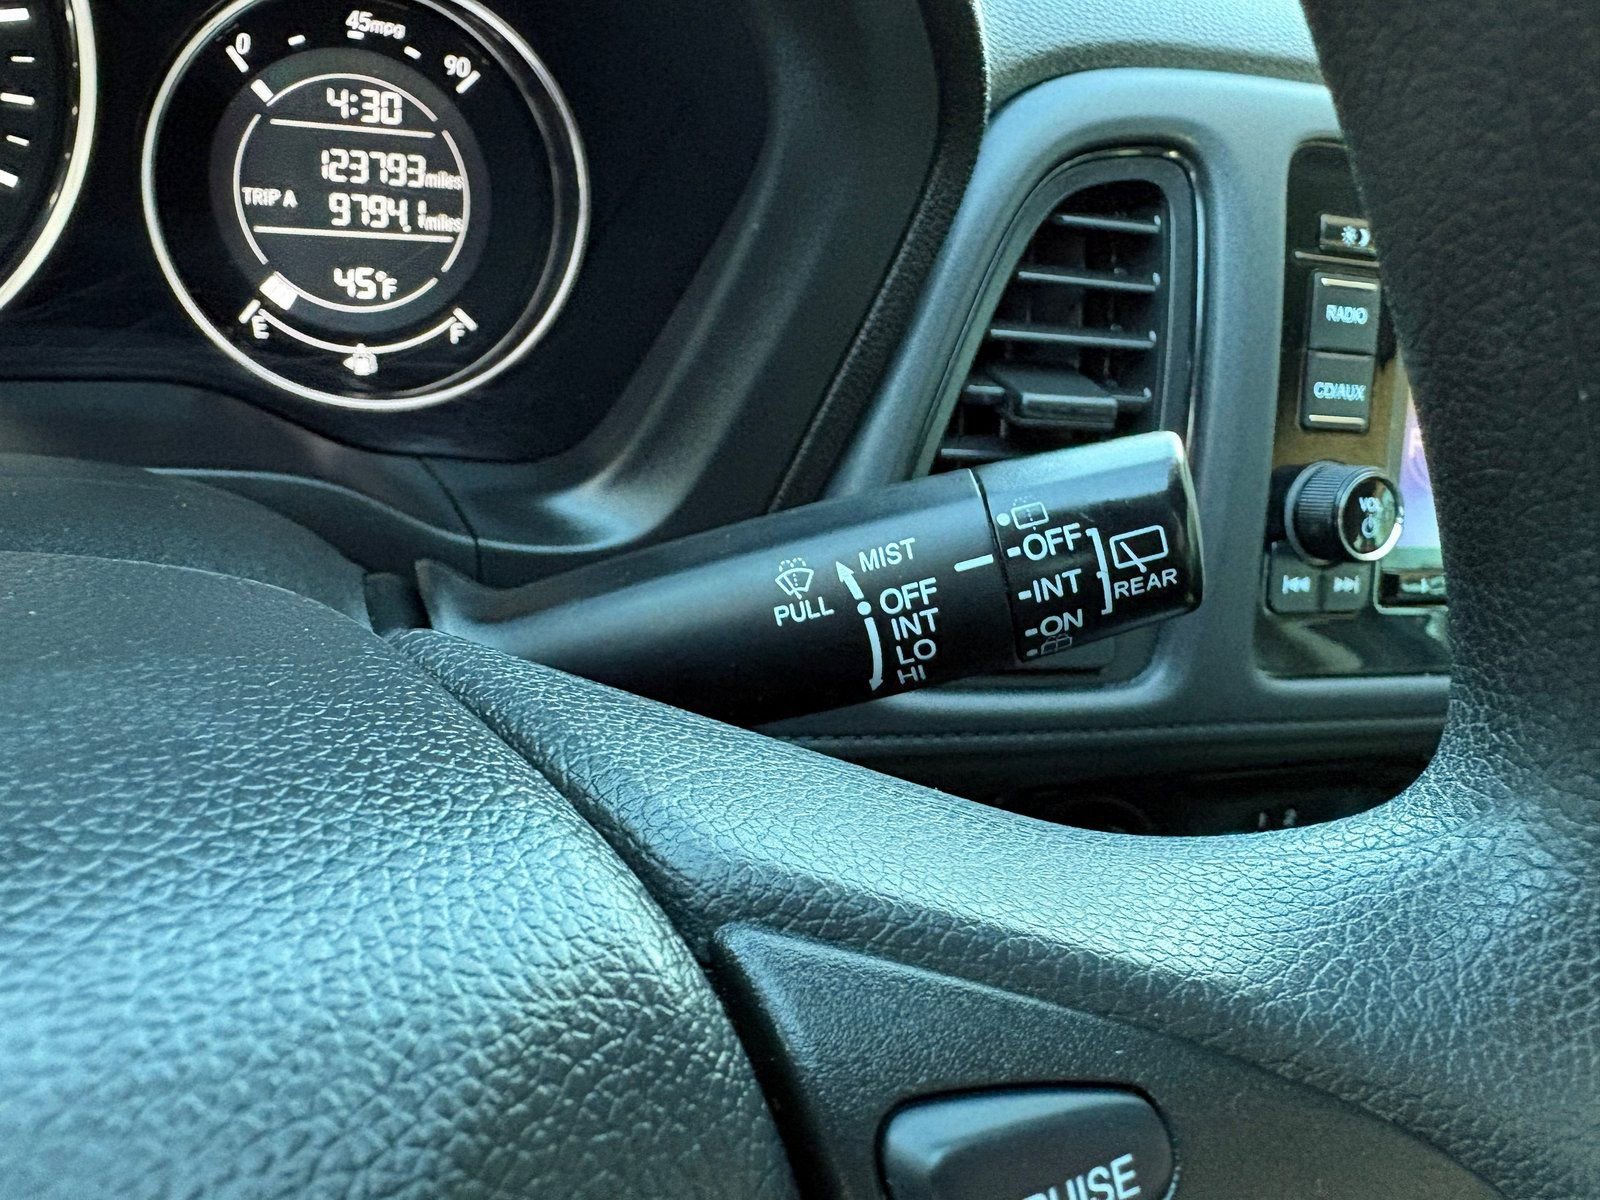 0 45mpg 90
4:30
123793miles
TRIP A 9794.1miles
45°F
E F
RADIO
CD/AUX
VOL
PULL
MIST
OFF
INT
LO
HI
OFF
INT
ON
REAR